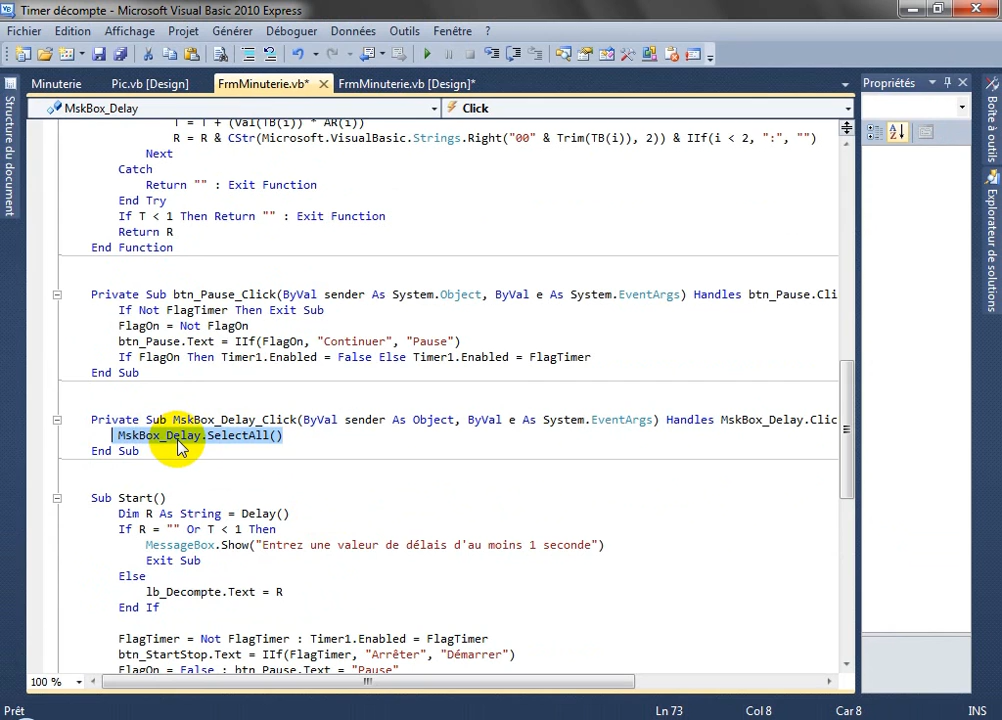 Timer décompte - Microsoft Visual Basic 2010 Express
Fichier Edition Affichage Projet Générer Déboguer Données Outils Fenêtre ?
Minuterie Pic.vb [Design] FrmMinuterie.vb* FrmMinuterie.vb [Design]*
Propriétés
MskBox_Delay Click
T = T + (Val(TB(i)) * AR(i))
R = R & CStr(Microsoft.VisualBasic.Strings.Right("00" & Trim(TB(i)), 2)) & IIf(i < 2, ":", "")
Next
Catch
Return "" : Exit Function
End Try
If T < 1 Then Return "" : Exit Function
Return R
End Function
Private Sub btn_Pause_Click(ByVal sender As System.Object, ByVal e As System.EventArgs) Handles btn_Pause.Clic
If Not FlagTimer Then Exit Sub
FlagOn = Not FlagOn
btn_Pause.Text = IIf(FlagOn, "Continuer", "Pause")
If FlagOn Then Timer1.Enabled = False Else Timer1.Enabled = FlagTimer
End Sub
Private Sub MskBox_Delay_Click(ByVal sender As Object, ByVal e As System.EventArgs) Handles MskBox_Delay.Clic
MskBox_Delay.SelectAll()
End Sub
Sub Start()
Dim R As String = Delay()
If R = "" Or T < 1 Then
MessageBox.Show("Entrez une valeur de délais d'au moins 1 seconde")
Exit Sub
Else
lb_Decompte.Text = R
End If
FlagTimer = Not FlagTimer : Timer1.Enabled = FlagTimer
btn_StartStop.Text = IIf(FlagTimer, "Arrêter", "Démarrer")
FlagOn = False : btn_Pause.Text = "Pause"
100 %
Prêt Ln 73 Col 8 Car 8 INS
Structure du document
Boîte à outils
Explorateur de solutions